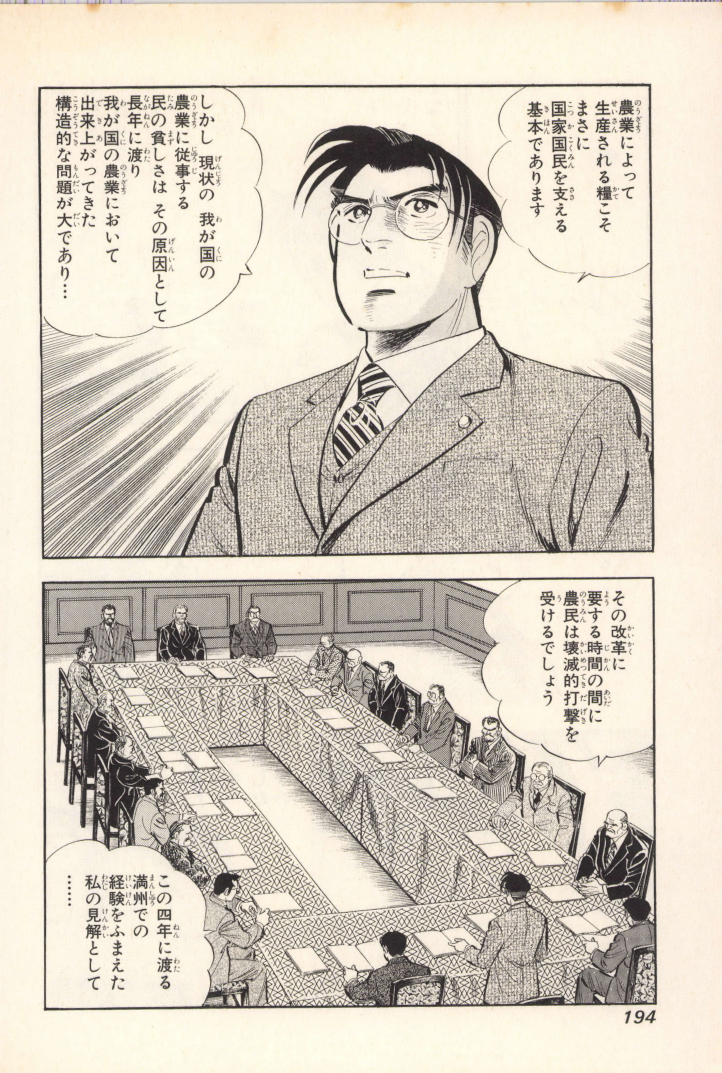 農業によって
生産される糧こそ
まさに
国家国民を支える
基本であります
しかし 現状の 我が国の
農業に従事する
民の貧しさは その原因として
長年に渡り
我が国の農業において
出来上がってきた
構造的な問題が大であり…
その改革に
要する時間の間に
農民は壊滅的打撃を
受けるでしょう
この四年に渡る
満州での
経験をふまえた
私の見解として
……
194